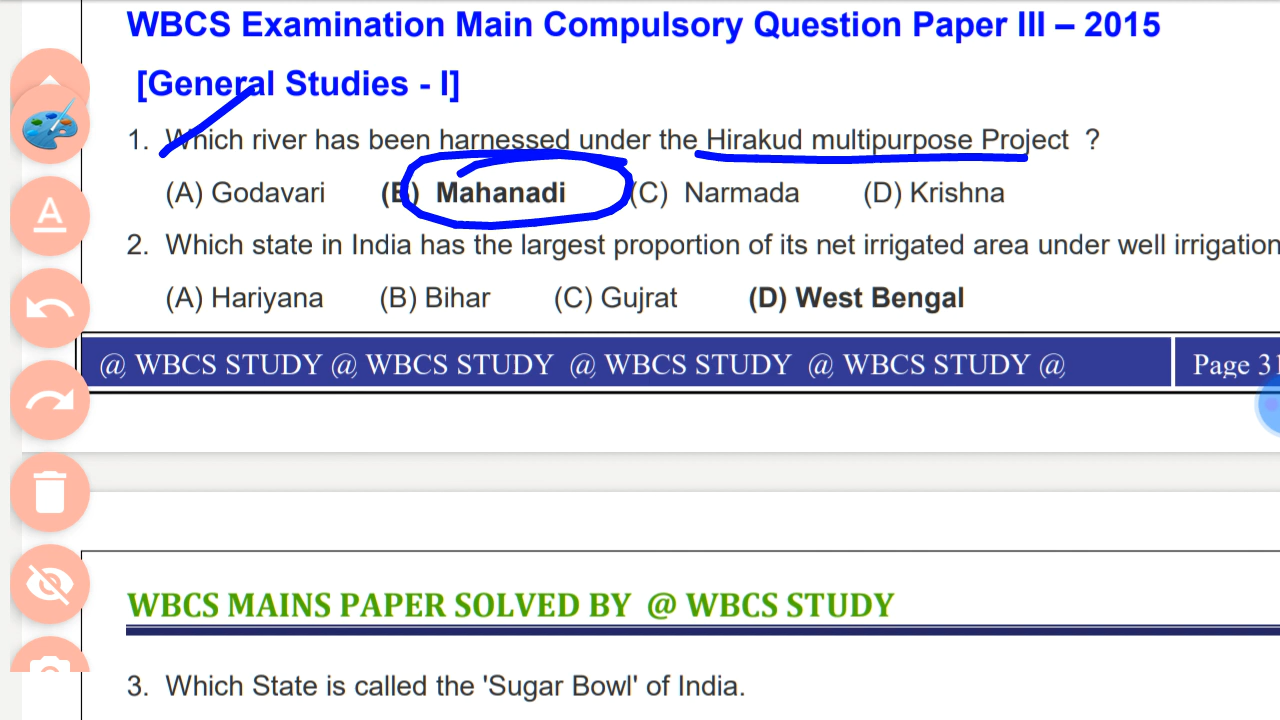 WBCS Examination Main Compulsory Question Paper III – 2015
[General Studies - I]
1. Which river has been harnessed under the Hirakud multipurpose Project ?
(A) Godavari (B) Mahanadi (C) Narmada (D) Krishna
2. Which state in India has the largest proportion of its net irrigated area under well irrigation
(A) Hariyana (B) Bihar (C) Gujrat (D) West Bengal
@ WBCS STUDY @ WBCS STUDY @ WBCS STUDY @ WBCS STUDY @ Page 31
WBCS MAINS PAPER SOLVED BY @ WBCS STUDY
3. Which State is called the 'Sugar Bowl' of India.